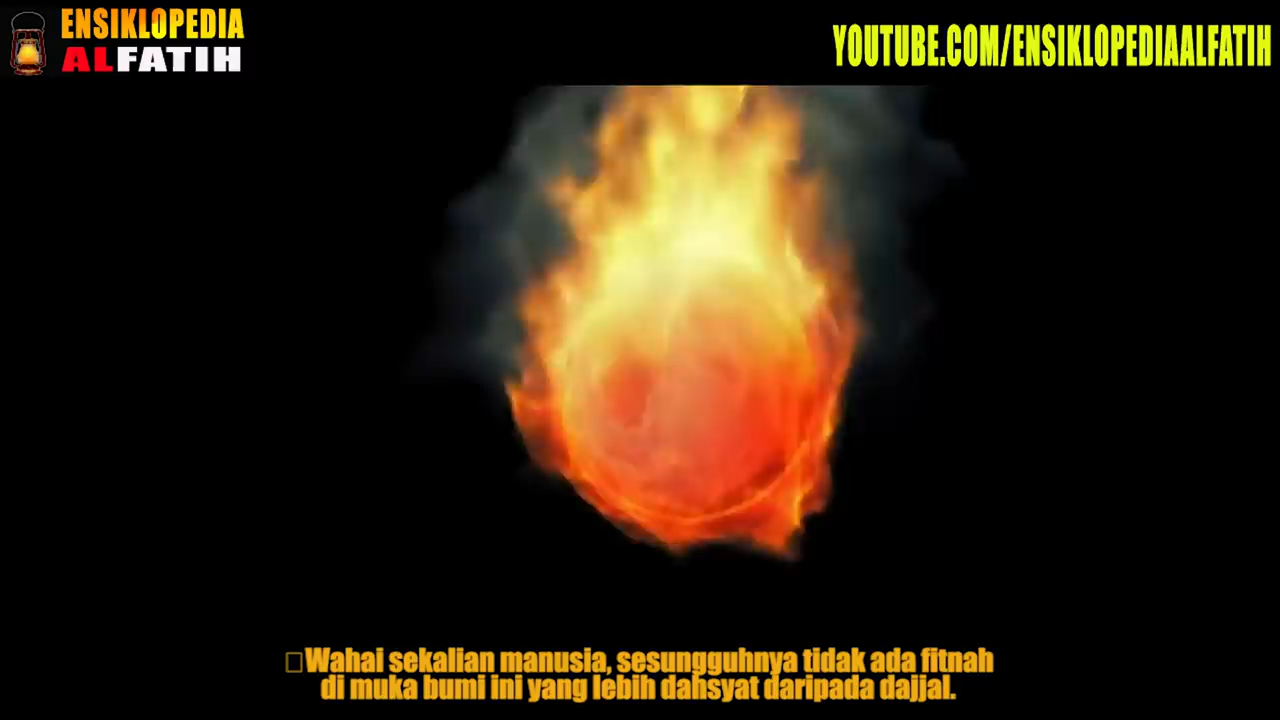 ENSIKLOPEDIA
ALFATIH
YOUTUBE.COM/ENSIKLOPEDIAALFATIH
Wahai sekalian manusia, sesungguhnya tidak ada fitnah
di muka bumi ini yang lebih dahsyat daripada dajjal.